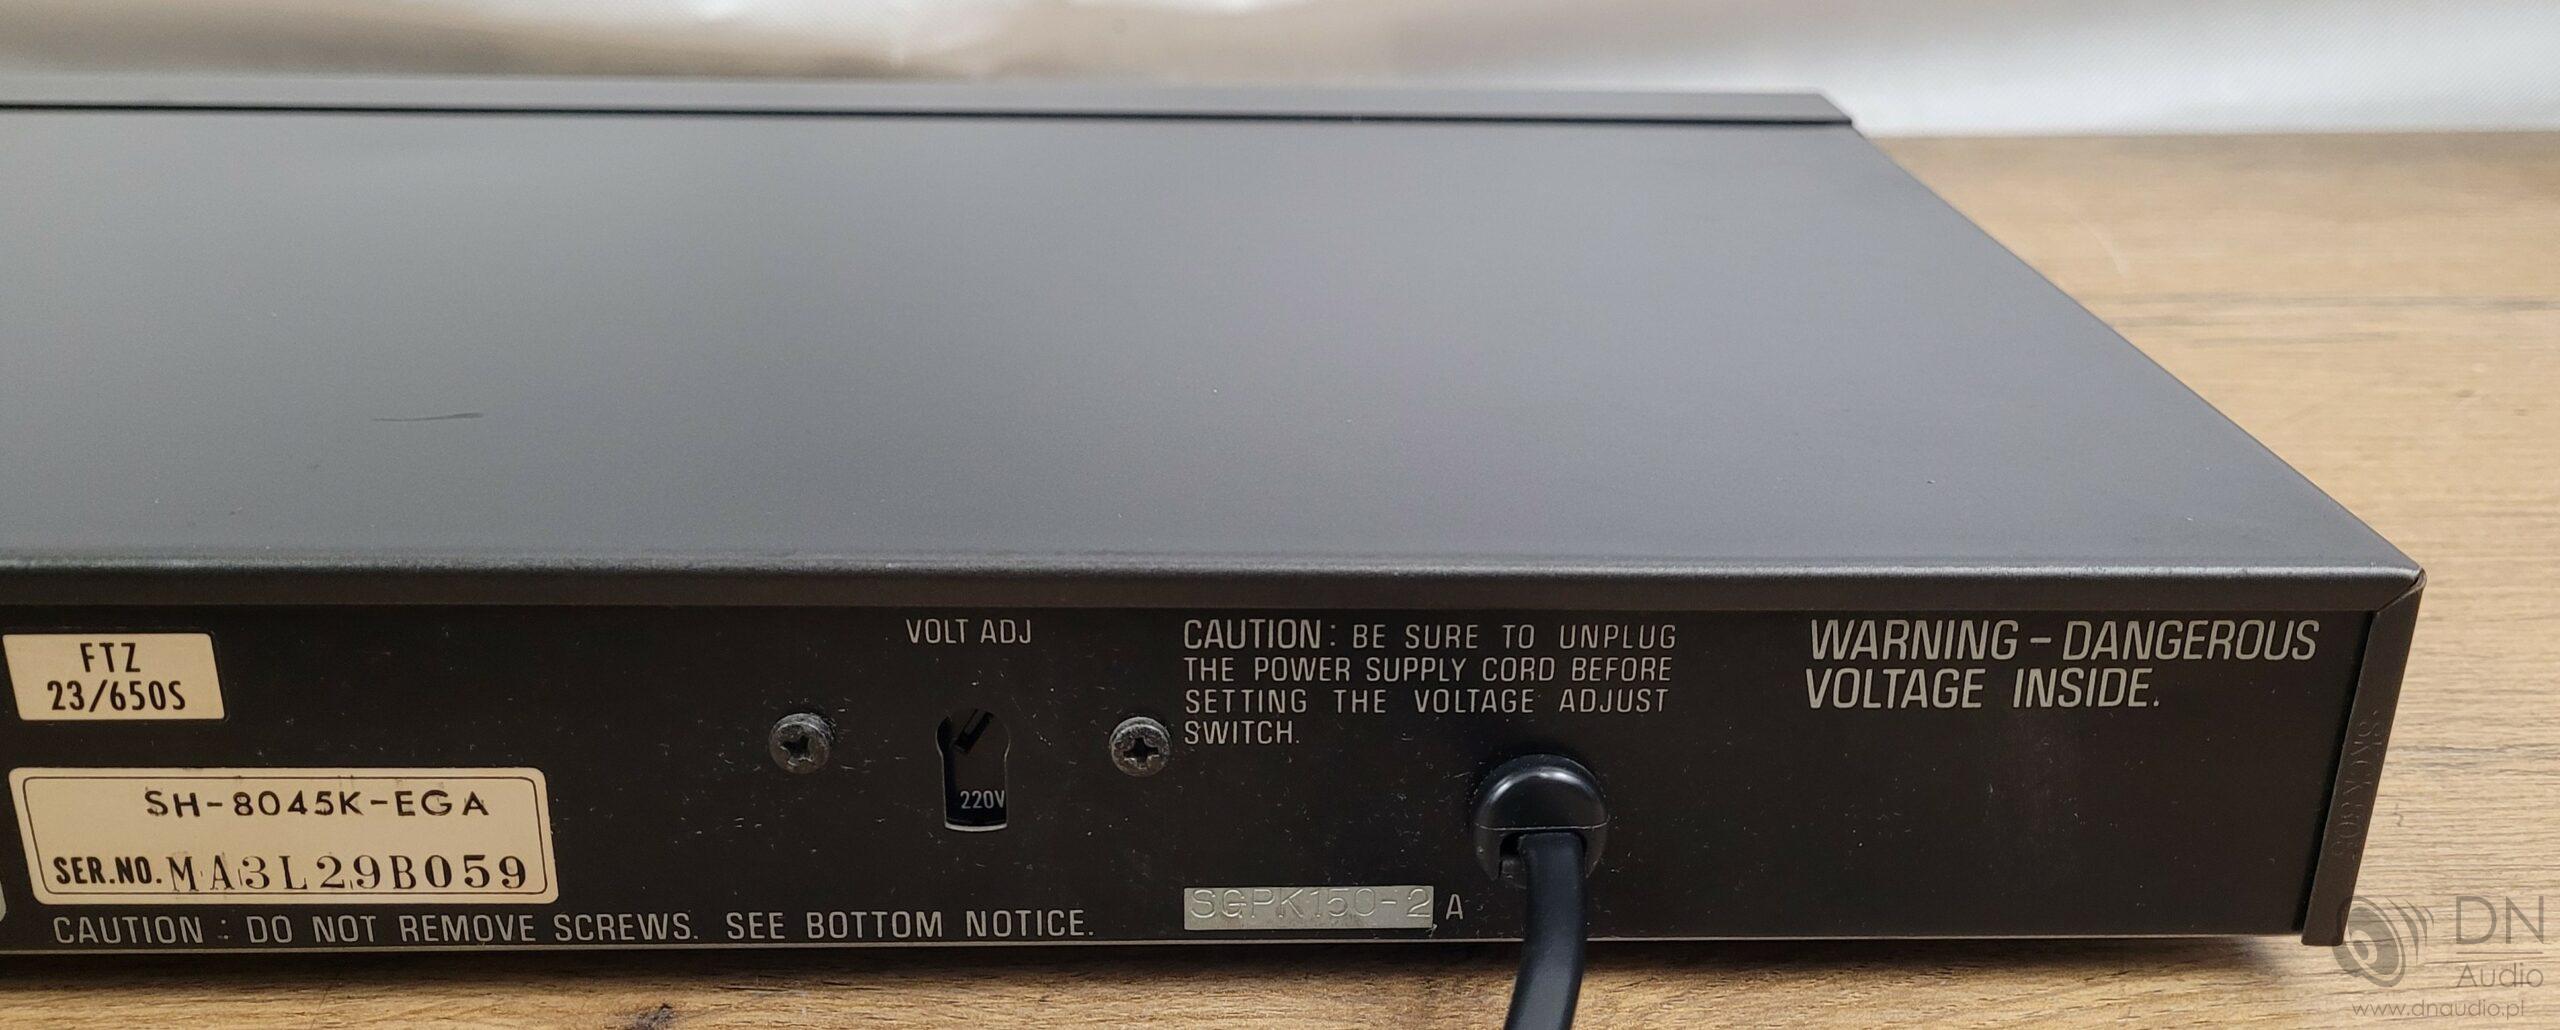 FTZ
23/650S
SH-8045K-EGA
SER.NO. MA3L29B059
CAUTION : DO NOT REMOVE SCREWS. SEE BOTTOM NOTICE.
VOLT ADJ
220V
CAUTION: BE SURE TO UNPLUG
THE POWER SUPPLY CORD BEFORE
SETTING THE VOLTAGE ADJUST
SWITCH.
SGPK150-2 A
WARNING – DANGEROUS
VOLTAGE INSIDE.
DN
Audio
www.dnaudio.pl